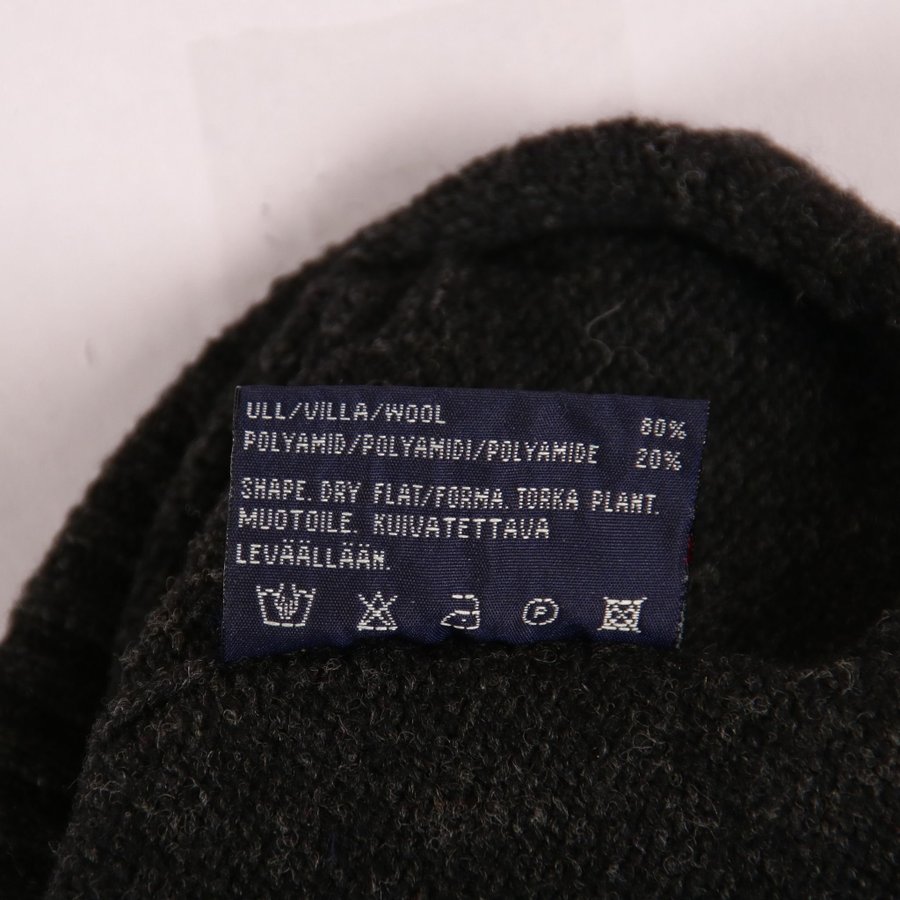 ULL/VILLA/WOOL 80%
POLYAMID/POLYAMIDI/POLYAMIDE 20%
SHAPE. DRY FLAT/FORMA. TORKA PLANT.
MUOTOILE. KUIVATETTAVA
LEVÄÄLLÄÄN.
P